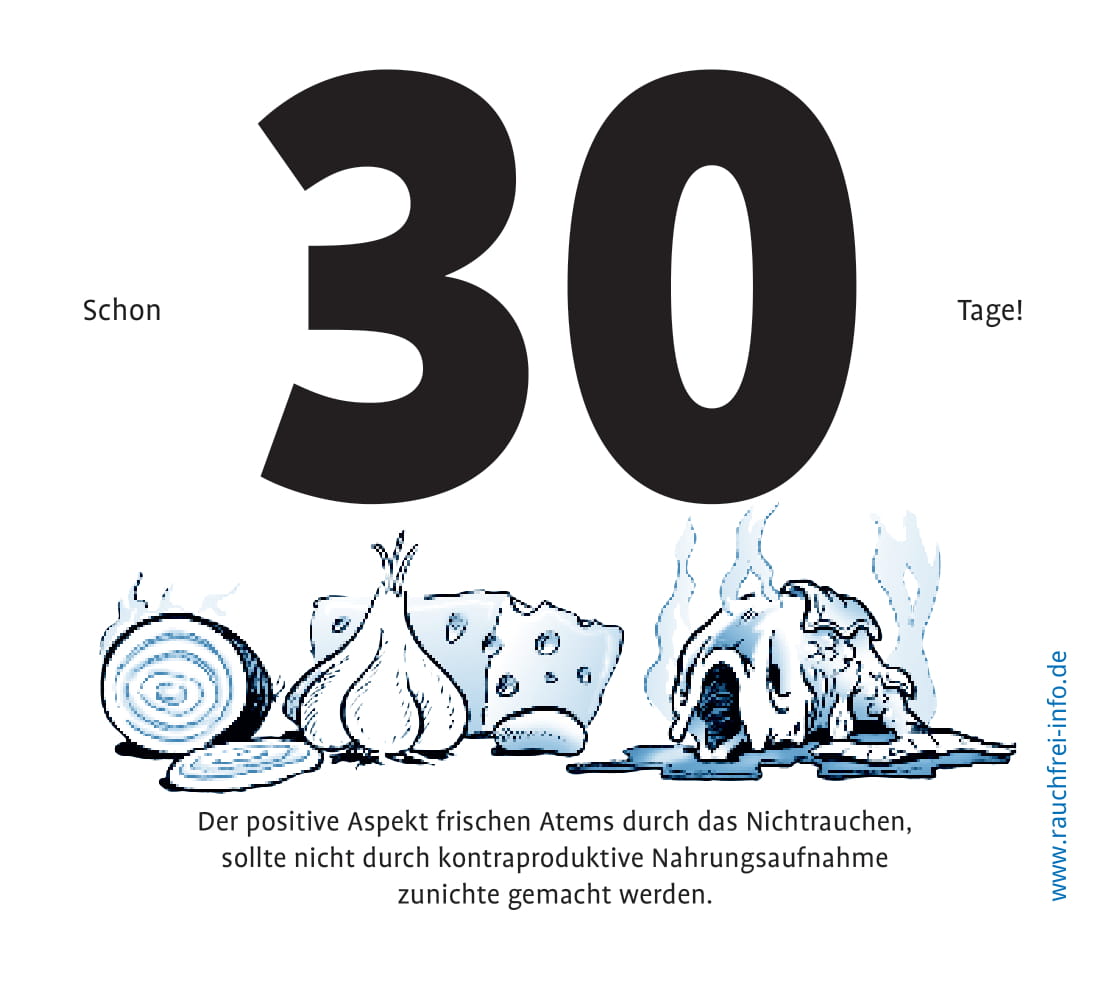 Schon
30
Tage!
Der positive Aspekt frischen Atems durch das Nichtrauchen,
sollte nicht durch kontraproduktive Nahrungsaufnahme
zunichte gemacht werden.
www.rauchfrei-info.de